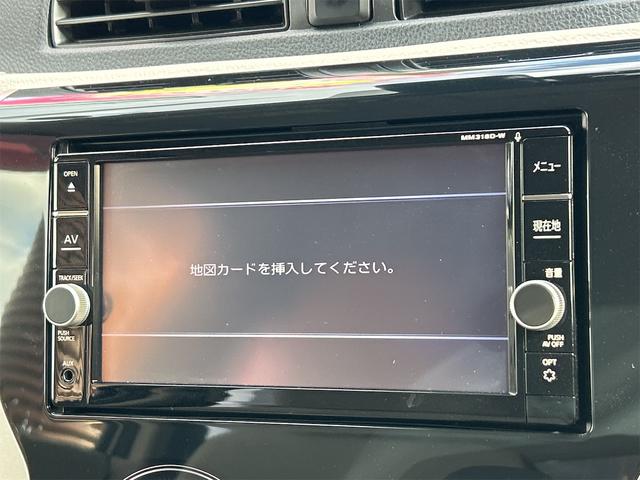 MM318D-W
OPEN
メニュー
AV
現在地
地図カードを挿入してください。
TRACK/SEEK
音量
PUSH
SOURCE
PUSH
AV OFF
AUX
OPT